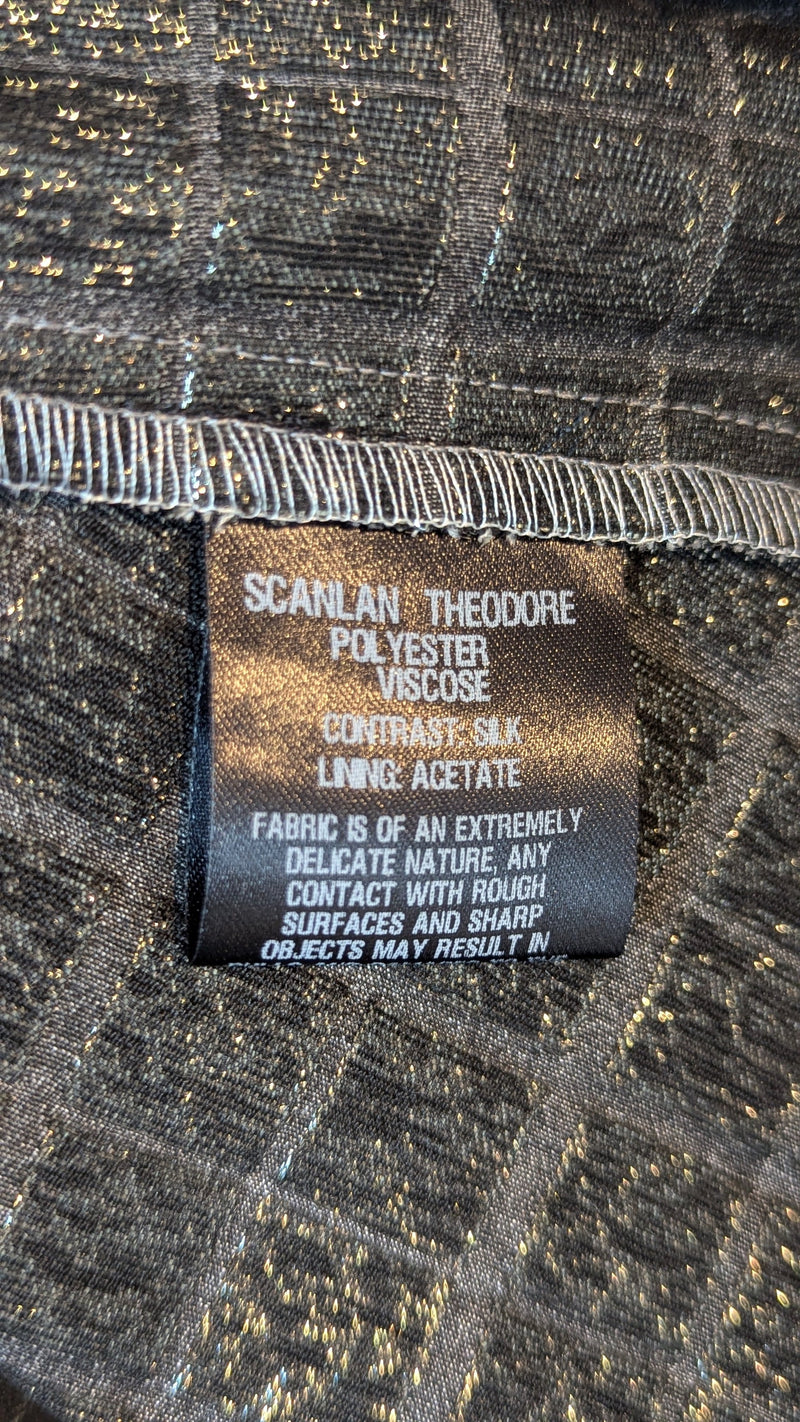 SCANLAN THEODORE
POLYESTER
VISCOSE
CONTRAST: SILK
LINING: ACETATE
FABRIC IS OF AN EXTREMELY
DELICATE NATURE, ANY
CONTACT WITH ROUGH
SURFACES AND SHARP
OBJECTS MAY RESULT IN